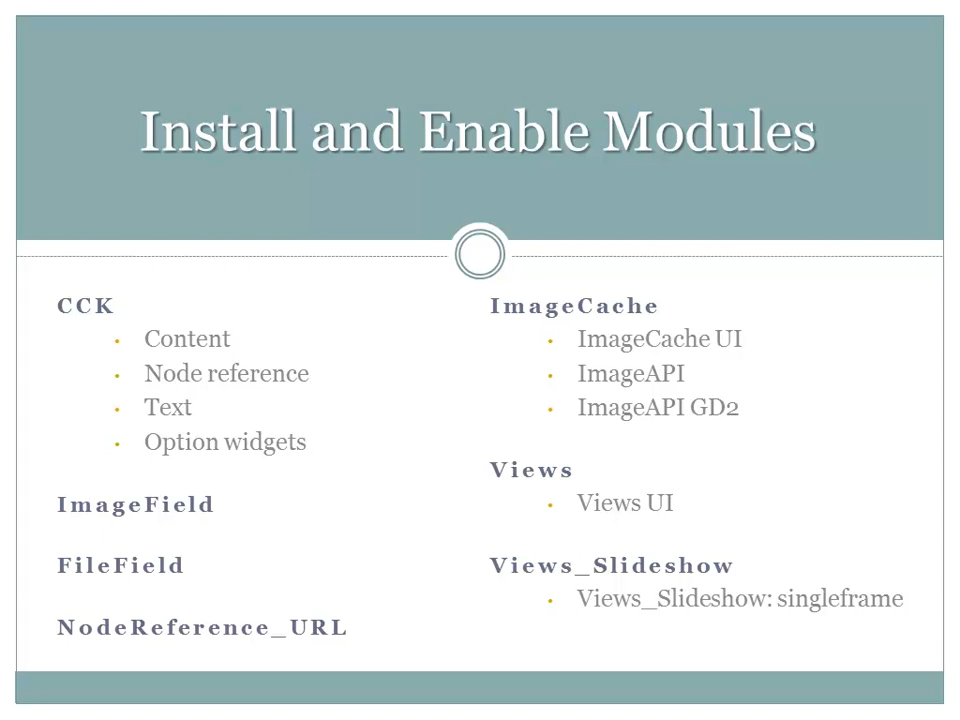 Install and Enable Modules
CCK
• Content
• Node reference
• Text
• Option widgets
ImageField
FileField
NodeReference_URL
ImageCache
• ImageCache UI
• ImageAPI
• ImageAPI GD2
Views
• Views UI
Views_Slideshow
• Views_Slideshow: singleframe